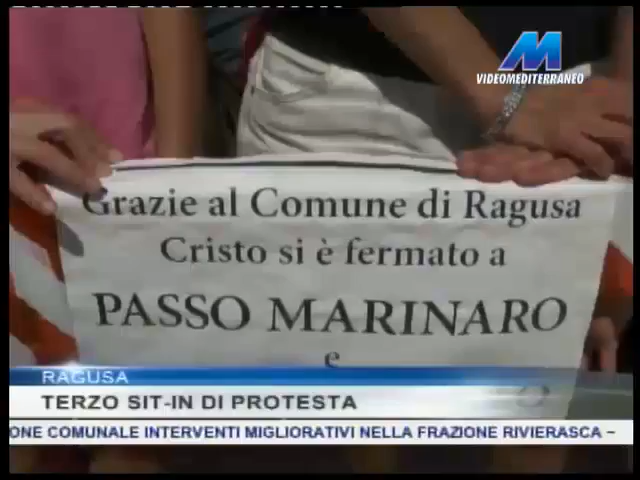 M
VIDEOMEDITERRANEO
Grazie al Comune di Ragusa
Cristo si è fermato a
PASSO MARINARO
e
RAGUSA
TERZO SIT-IN DI PROTESTA
ONE COMUNALE INTERVENTI MIGLIORATIVI NELLA FRAZIONE RIVIERASCA –